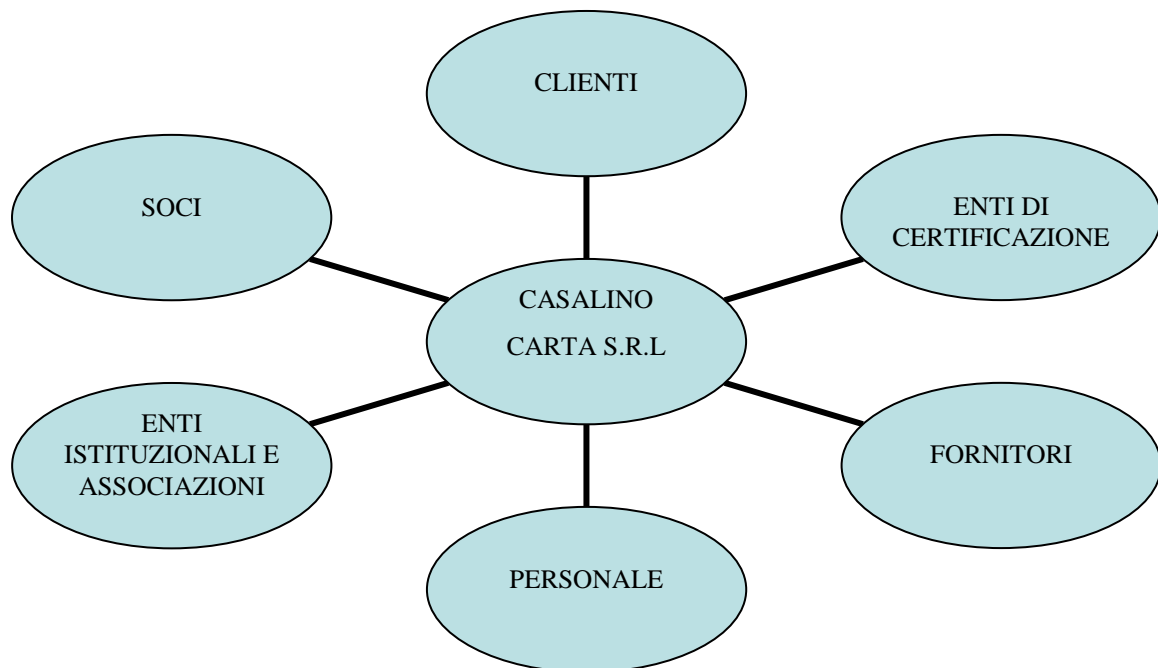 CLIENTI
SOCI
ENTI DI
CERTIFICAZIONE
CASALINO
CARTA S.R.L
ENTI
ISTITUZIONALI E
ASSOCIAZIONI
FORNITORI
PERSONALE